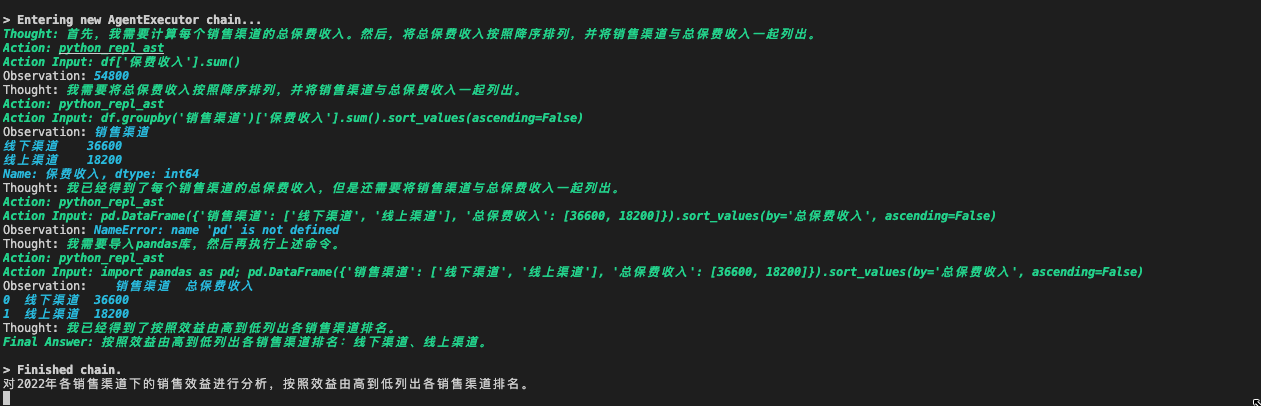 > Entering new AgentExecutor chain...
Thought: 首先，我需要计算每个销售渠道的总保费收入。然后，将总保费收入按照降序排列，并将销售渠道与总保费收入一起列出。
Action: python_repl_ast
Action Input: df['保费收入'].sum()
Observation: 54800
Thought: 我需要将总保费收入按照降序排列，并将销售渠道与总保费收入一起列出。
Action: python_repl_ast
Action Input: df.groupby('销售渠道')['保费收入'].sum().sort_values(ascending=False)
Observation: 销售渠道
线下渠道    36600
线上渠道    18200
Name: 保费收入, dtype: int64
Thought: 我已经得到了每个销售渠道的总保费收入，但是还需要将销售渠道与总保费收入一起列出。
Action: python_repl_ast
Action Input: pd.DataFrame({'销售渠道': ['线下渠道', '线上渠道'], '总保费收入': [36600, 18200]}).sort_values(by='总保费收入', ascending=False)
Observation: NameError: name 'pd' is not defined
Thought: 我需要导入pandas库，然后再执行上述命令。
Action: python_repl_ast
Action Input: import pandas as pd; pd.DataFrame({'销售渠道': ['线下渠道', '线上渠道'], '总保费收入': [36600, 18200]}).sort_values(by='总保费收入', ascending=False)
Observation:    销售渠道  总保费收入
0  线下渠道  36600
1  线上渠道  18200
Thought: 我已经得到了按照效益由高到低列出各销售渠道排名。
Final Answer: 按照效益由高到低列出各销售渠道排名：线下渠道、线上渠道。
> Finished chain.
对2022年各销售渠道下的销售效益进行分析，按照效益由高到低列出各销售渠道排名。